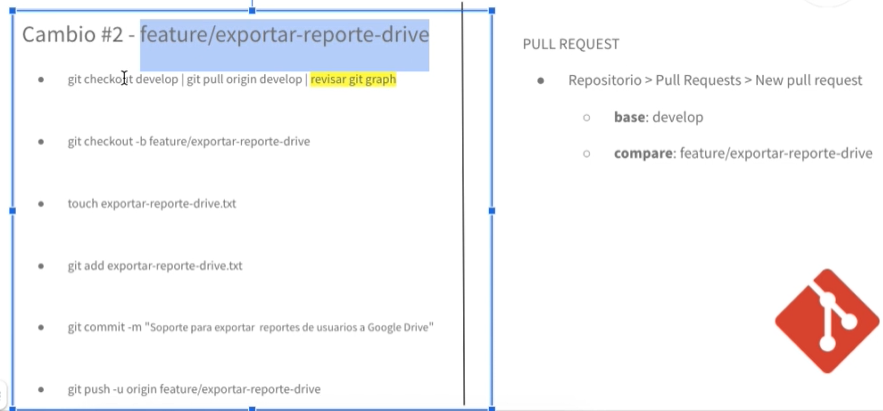 Cambio #2 - feature/exportar-reporte-drive
git checkout develop | git pull origin develop | revisar git graph
git checkout -b feature/exportar-reporte-drive
touch exportar-reporte-drive.txt
git add exportar-reporte-drive.txt
git commit -m "Soporte para exportar reportes de usuarios a Google Drive"
git push -u origin feature/exportar-reporte-drive
PULL REQUEST
Repositorio > Pull Requests > New pull request
base: develop
compare: feature/exportar-reporte-drive